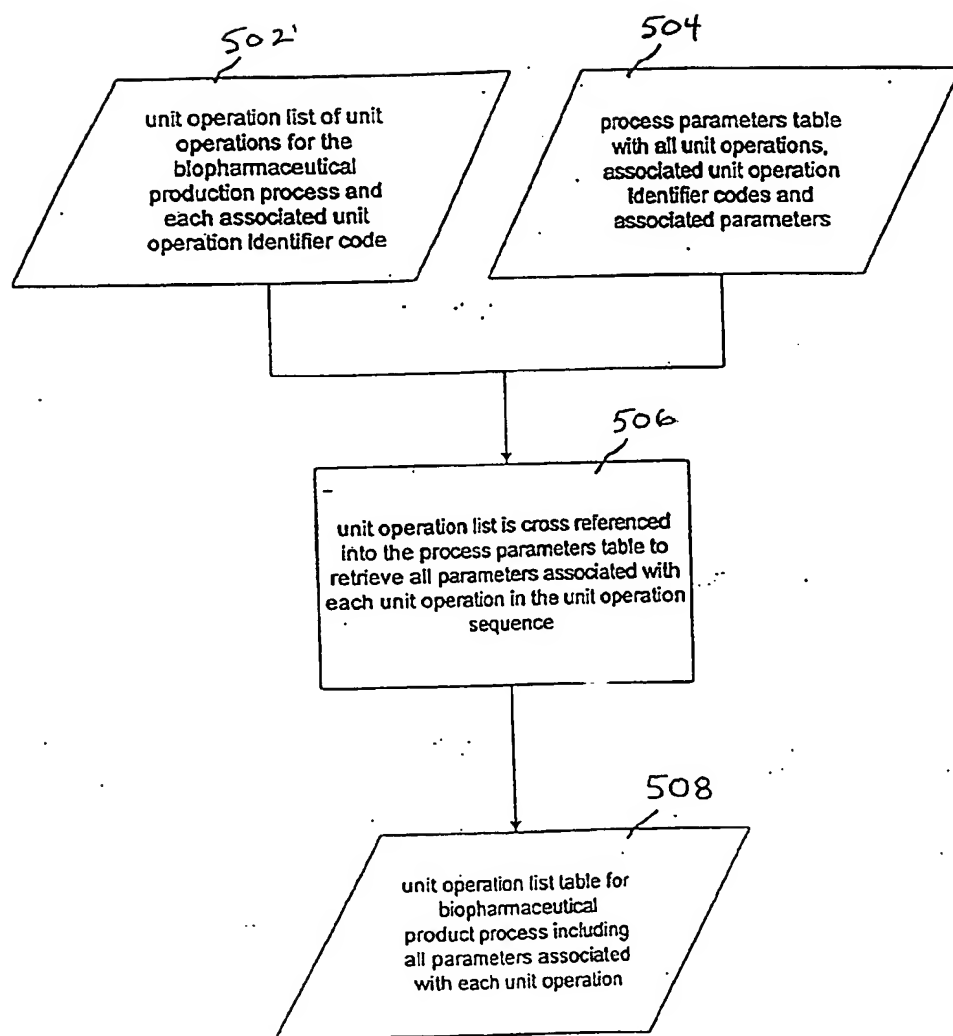 502'
504
unit operation list of unit
operations for the
biopharmaceutical
production process and
each associated unit
operation identifier code
process parameters table
with all unit operations,
associated unit operation
identifier codes and
associated parameters
506
unit operation list is cross referenced
into the process parameters table to
retrieve all parameters associated with
each unit operation in the unit operation
sequence
508
unit operation list table for
biopharmaceutical
product process including
all parameters associated
with each unit operation